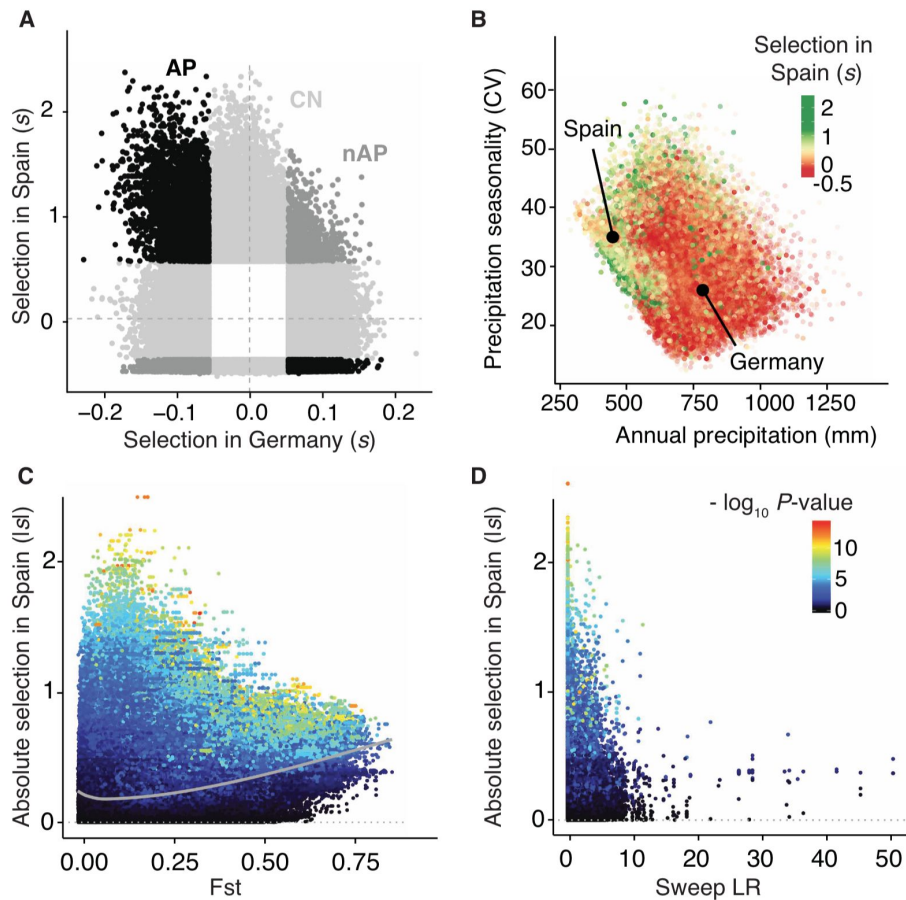 A
AP
CN
nAP
2
1
0
Selection in Spain (s)
−0.2
−0.1
0.0
0.1
0.2
Selection in Germany (s)
B
Selection in
Spain (s)
2
1
0
-0.5
Spain
Germany
60
50
40
30
20
Precipitation seasonality (CV)
250
500
750
1000
1250
Annual precipitation (mm)
C
2
1
0
Absolute selection in Spain (|s|)
0.00
0.25
0.50
0.75
Fst
D
- log10 P-value
10
5
0
2
1
0
Absolute selection in Spain (|s|)
0
10
20
30
40
50
Sweep LR